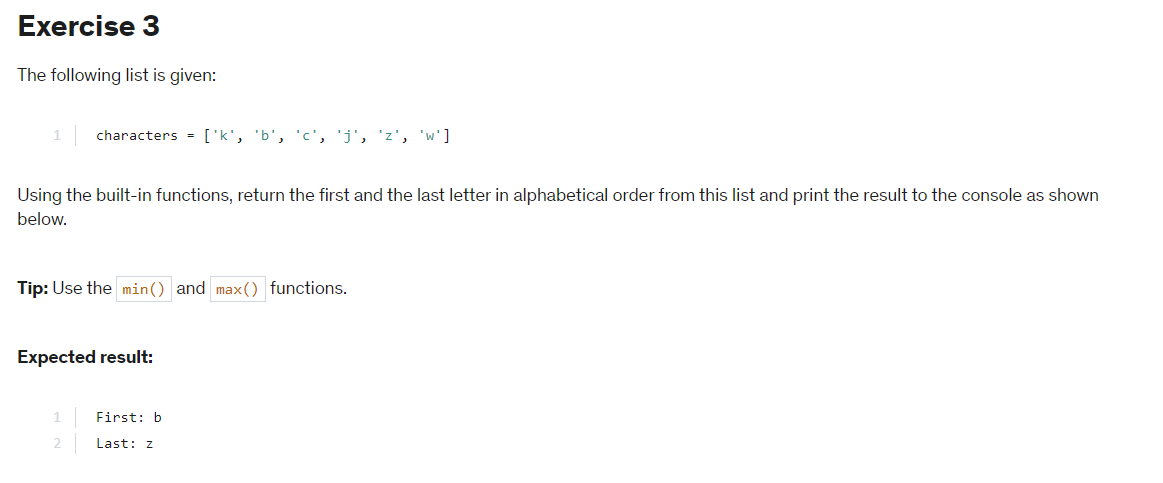 Exercise 3
The following list is given:
1 characters = ['k', 'b', 'c', 'j', 'z', 'w']
Using the built-in functions, return the first and the last letter in alphabetical order from this list and print the result to the console as shown
below.
Tip: Use the min() and max() functions.
Expected result:
1 First: b
2 Last: z